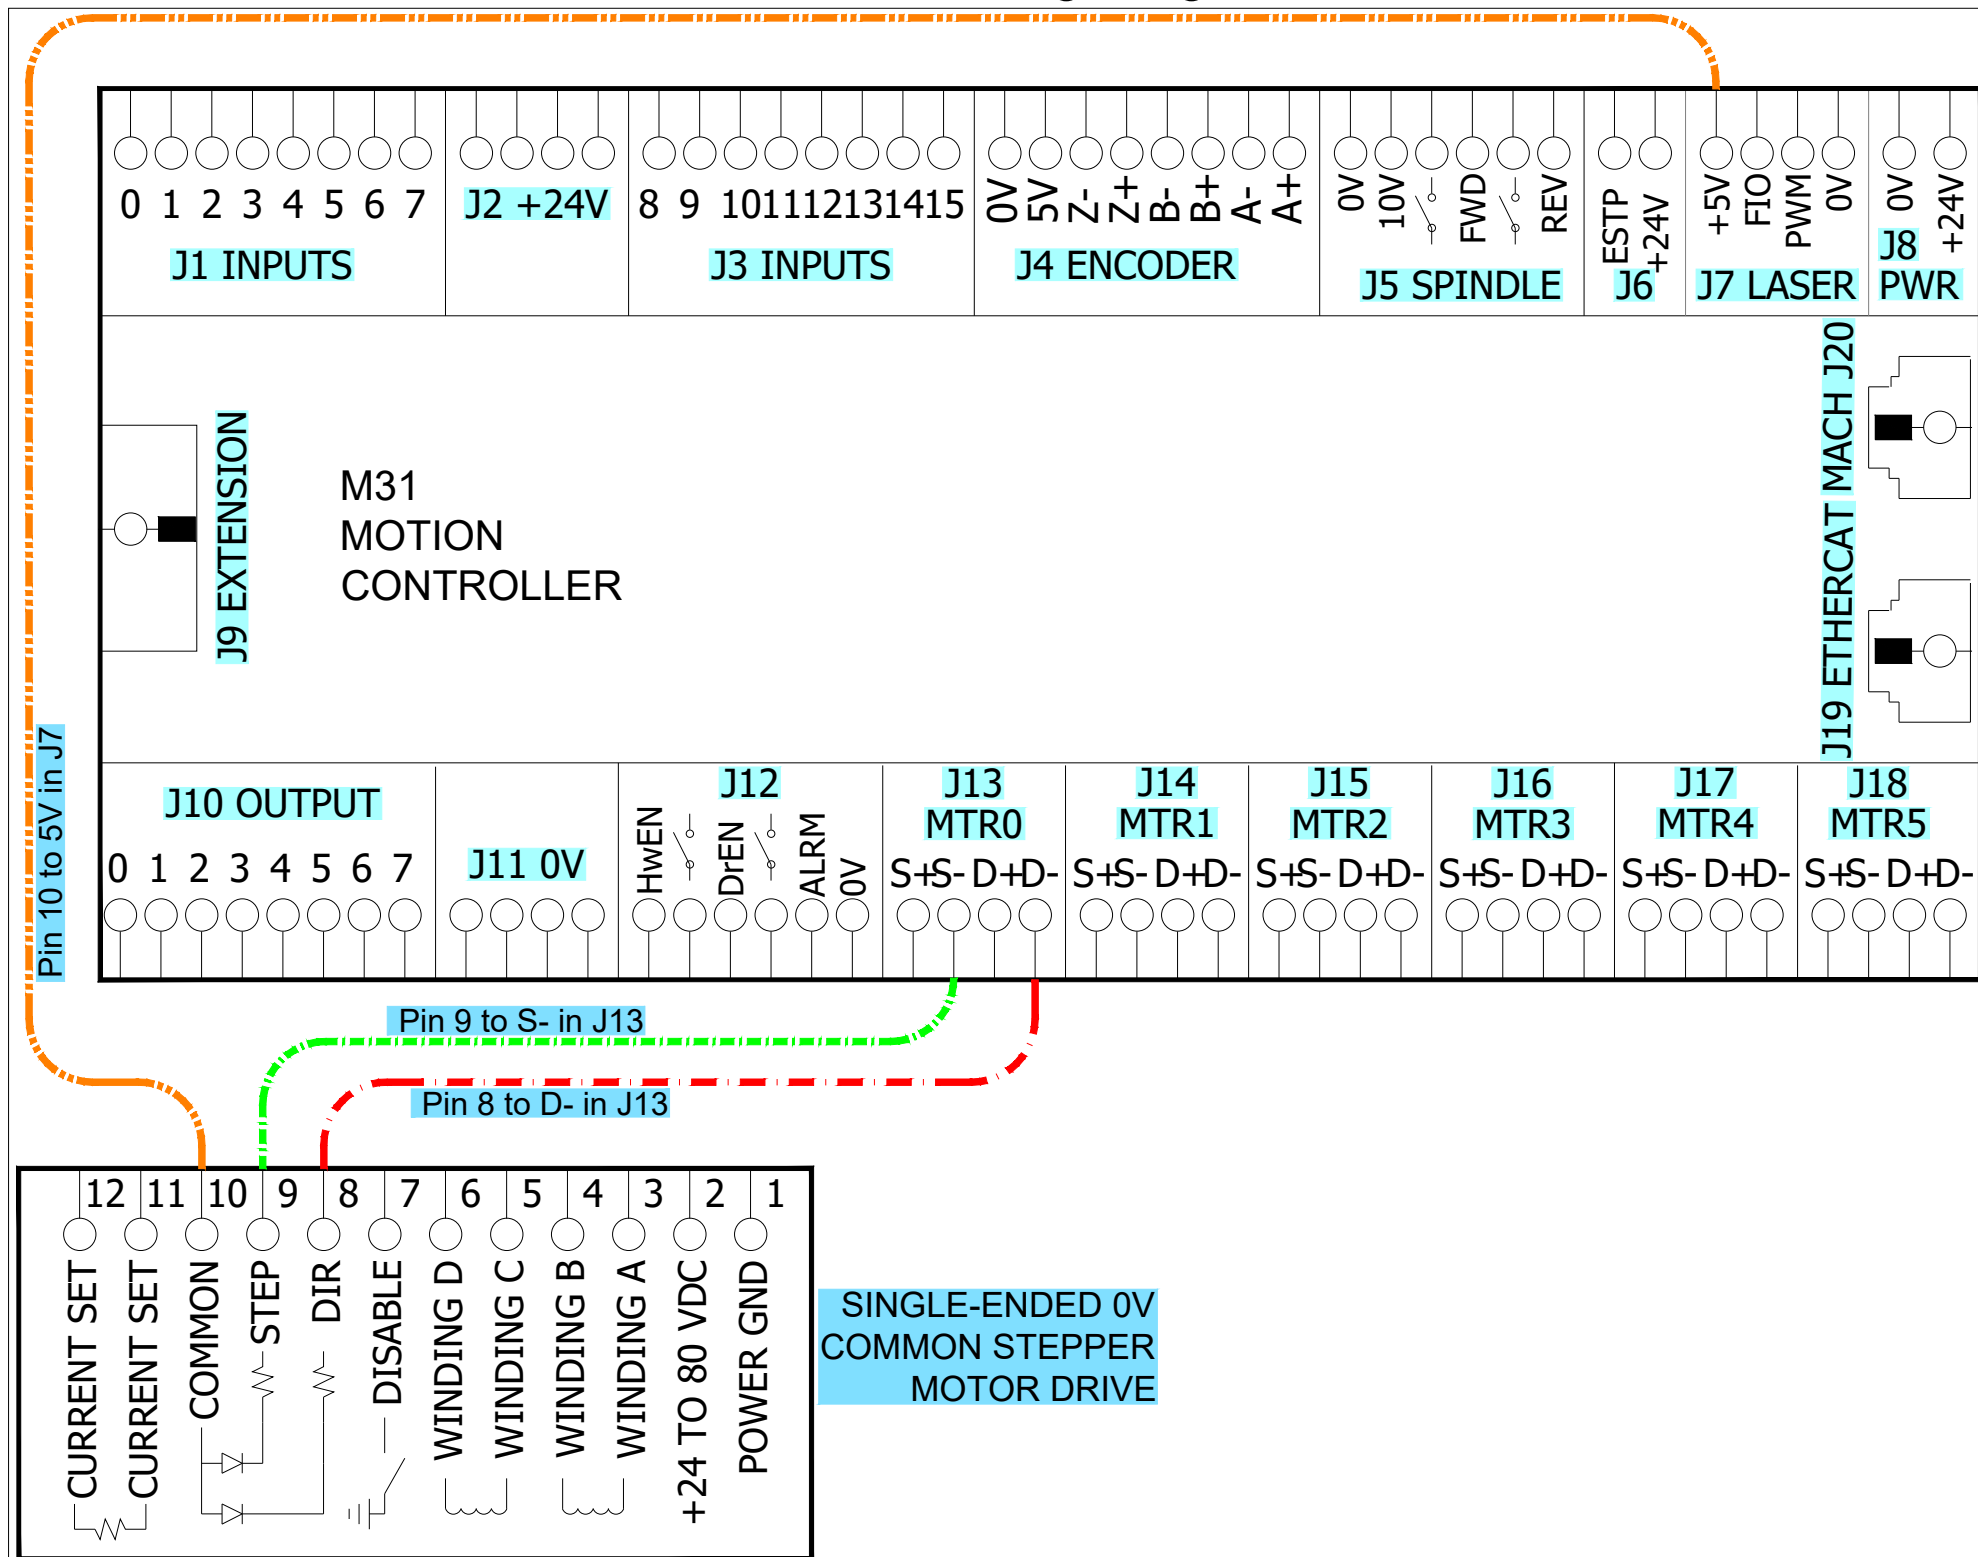 0 1 2 3 4 5 6 7
J1 INPUTS
J2 +24V
8 9 10 11 12 13 14 15
J3 INPUTS
0V 5V Z- Z+ B- B+ A- A+
J4 ENCODER
0V 10V FWD REV
J5 SPINDLE
ESTP +24V
J6
+5V FIO PWM 0V
J7 LASER
0V +24V
J8
PWR
J9 EXTENSION
M31
MOTION
CONTROLLER
MACH J20
J19 ETHERCAT
Pin 10 to 5V in J7
J10 OUTPUT
0 1 2 3 4 5 6 7
J11 0V
J12
HwEN DrEN ALRM 0V
J13
MTR0
S+ S- D+ D-
J14
MTR1
S+ S- D+ D-
J15
MTR2
S+ S- D+ D-
J16
MTR3
S+ S- D+ D-
J17
MTR4
S+ S- D+ D-
J18
MTR5
S+ S- D+ D-
Pin 9 to S- in J13
Pin 8 to D- in J13
12 11 10 9 8 7 6 5 4 3 2 1
CURRENT SET
CURRENT SET
COMMON
STEP
DIR
DISABLE
WINDING D
WINDING C
WINDING B
WINDING A
+24 TO 80 VDC
POWER GND
SINGLE-ENDED 0V
COMMON STEPPER
MOTOR DRIVE